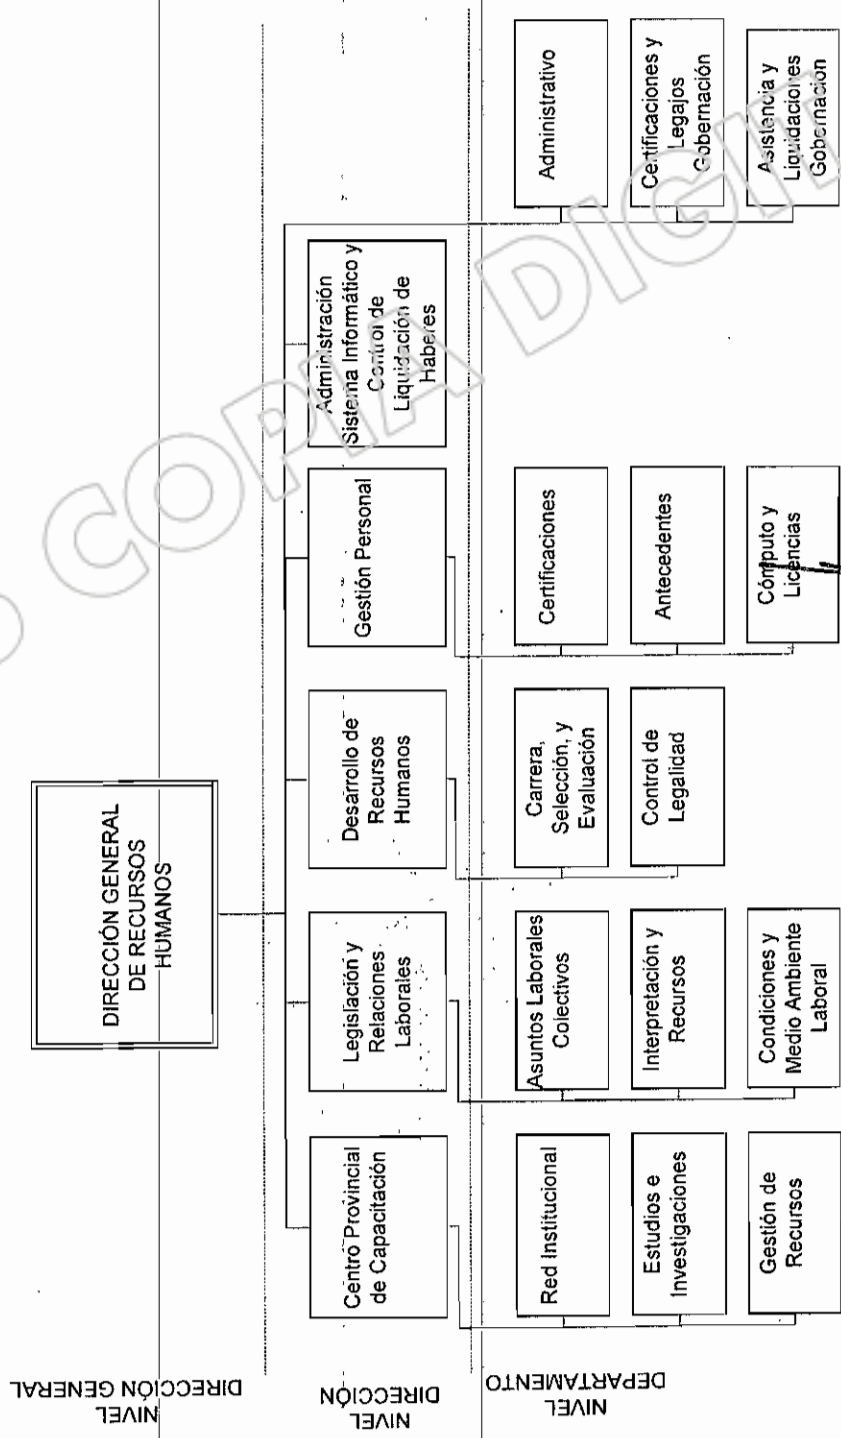 NIVEL
DIRECCIÓN GENERAL
DIRECCIÓN GENERAL
DE RECURSOS
HUMANOS
NIVEL
DIRECCIÓN
Centro Provincial
de Capacitación
Legislación y
Relaciones
Laborales
Desarrollo de
Recursos
Humanos
Gestión Personal
Administración
Sistema Informático y
Control de
Liquidación de
Haberes
NIVEL
DEPARTAMENTO
Red Institucional
Estudios e
Investigaciones
Gestión de
Recursos
Asuntos Laborales
Colectivos
Interpretación y
Recursos
Condiciones y
Medio Ambiente
Laboral
Carrera,
Selección, y
Evaluación
Control de
Legalidad
Certificaciones
Antecedentes
Cómputo y
Licencias
Administrativo
Certificaciones y
Legajos
Gobernación
Asistencia y
Liquidaciones
Gobernación
COPIA DIGIT